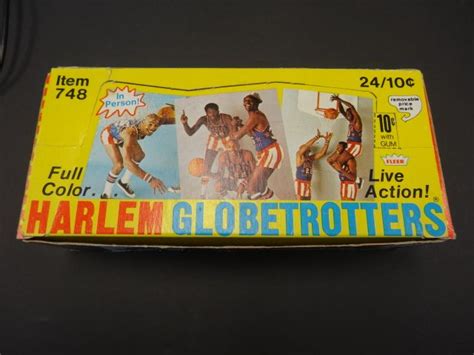 Item
748
In
Person!
24/10¢
removable
price
mark
10¢
with
GUM
FLEER
Full
Color...
Live
Action!
HARLEM GLOBETROTTERS®